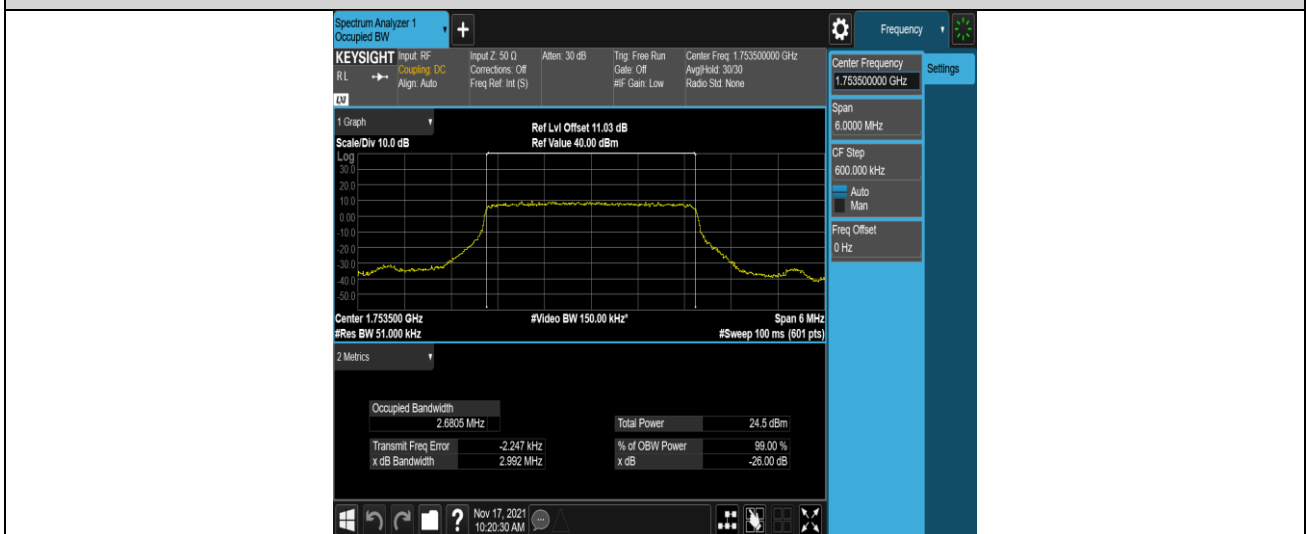 Spectrum Analyzer 1
Occupied BW
+
Frequency
KEYSIGHT
RL
LXI
Input: RF
Coupling: DC
Align: Auto
Input Z: 50 Ω
Corrections: Off
Freq Ref: Int (S)
Atten: 30 dB
Trig: Free Run
Gate: Off
#IF Gain: Low
Center Freq: 1.753500000 GHz
Avg|Hold: 30/30
Radio Std: None
Center Frequency
1.753500000 GHz
Settings
Span
6.0000 MHz
CF Step
600.000 kHz
Auto
Man
Freq Offset
0 Hz
1 Graph
Scale/Div 10.0 dB
Ref Lvl Offset 11.03 dB
Ref Value 40.00 dBm
Log
30.0
20.0
10.0
0.00
-10.0
-20.0
-30.0
-40.0
-50.0
Center 1.753500 GHz
#Video BW 150.00 kHz*
Span 6 MHz
#Res BW 51.000 kHz
#Sweep 100 ms (601 pts)
2 Metrics
Occupied Bandwidth
2.6805 MHz
Total Power 24.5 dBm
Transmit Freq Error -2.247 kHz
% of OBW Power 99.00 %
x dB Bandwidth 2.992 MHz
x dB -26.00 dB
?
Nov 17, 2021
10:20:30 AM